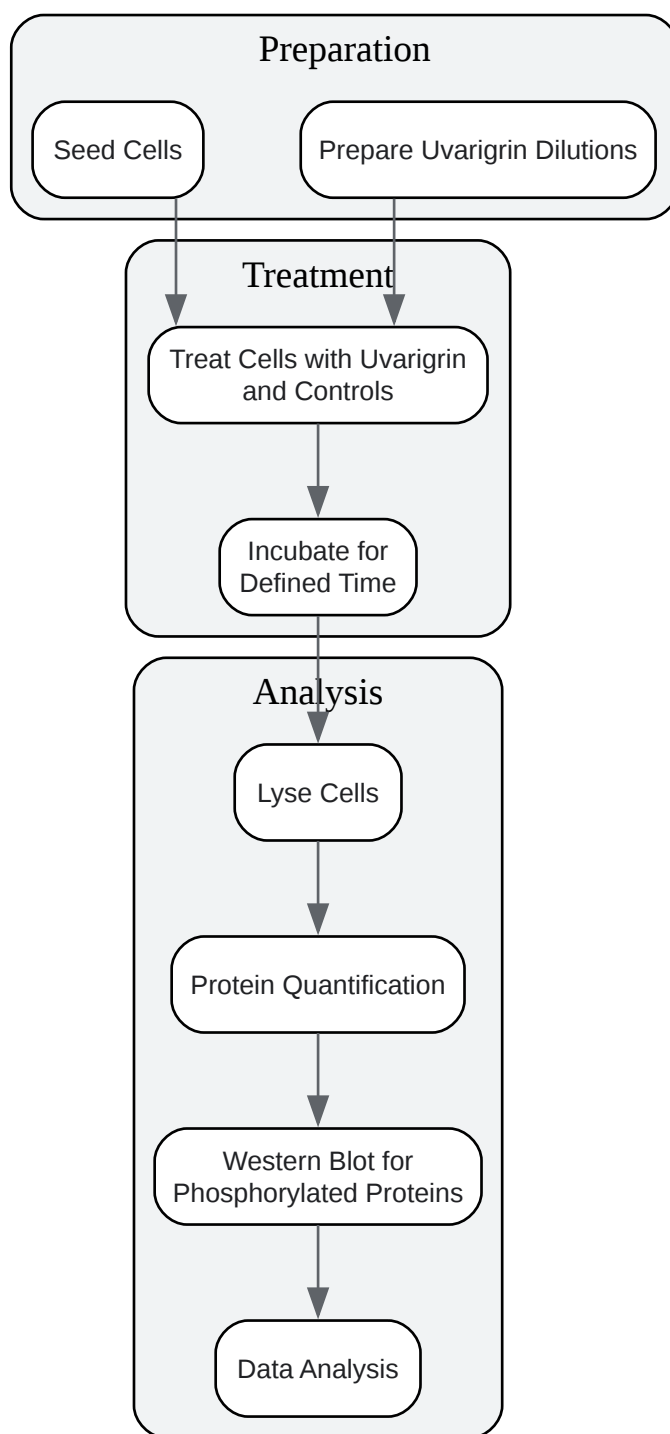 Preparation
Seed Cells
Prepare Uvarigrin Dilutions
Treatment
Treat Cells with Uvarigrin
and Controls
Incubate for
Defined Time
Analysis
Lyse Cells
Protein Quantification
Western Blot for
Phosphorylated Proteins
Data Analysis